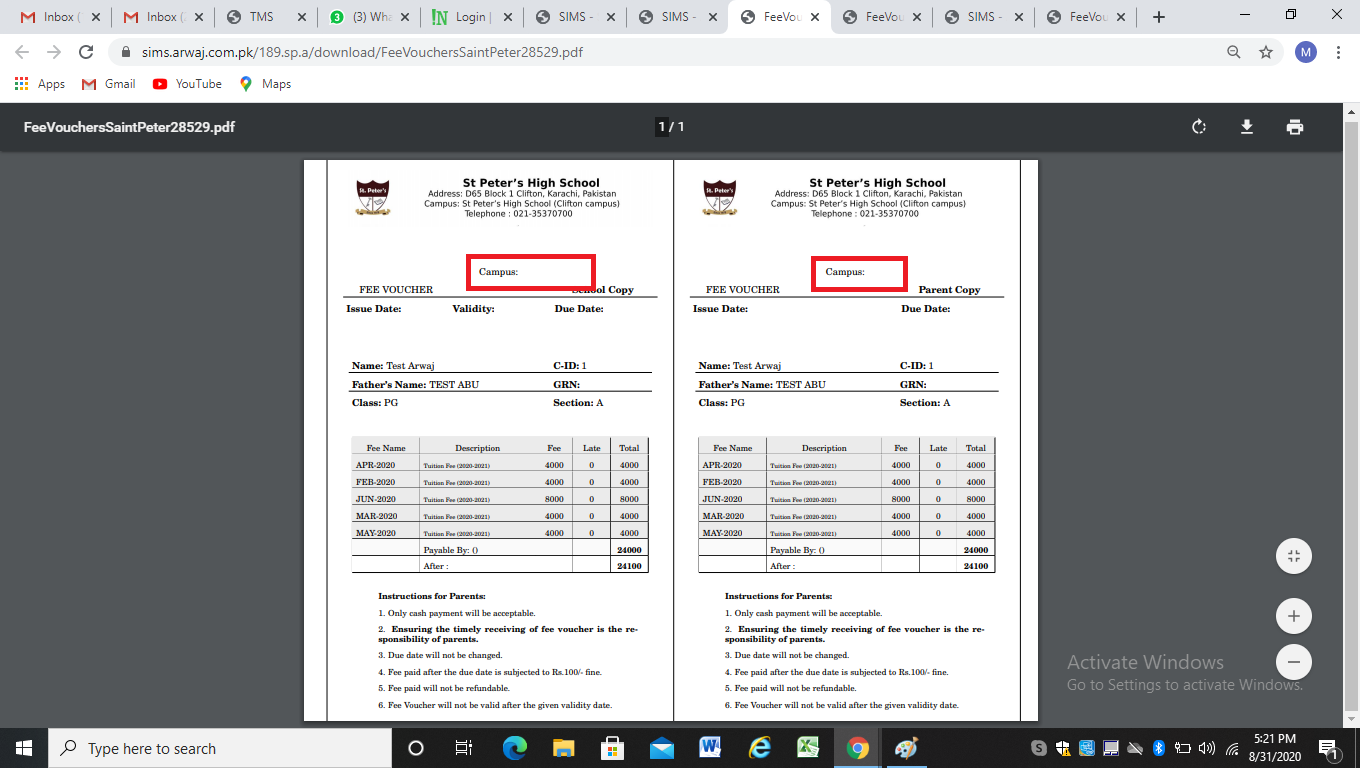 Inbox (
Inbox (
TMS
(3) Wha
Login |
SIMS -
SIMS -
FeeVou
FeeVou
SIMS -
FeeVou
sims.arwaj.com.pk/189.sp.a/download/FeeVouchersSaintPeter28529.pdf
M
Apps
Gmail
YouTube
Maps
FeeVouchersSaintPeter28529.pdf
1 / 1
St. Peter's
St Peter's High School
Address: D65 Block 1 Clifton, Karachi, Pakistan
Campus: St Peter's High School (Clifton campus)
Telephone : 021-35370700
Campus:
FEE VOUCHER School Copy
Issue Date: Validity: Due Date:
Name: Test Arwaj C-ID: 1
Father's Name: TEST ABU GRN:
Class: PG Section: A
Fee Name Description Fee Late Total
APR-2020 Tuition Fee (2020-2021) 4000 0 4000
FEB-2020 Tuition Fee (2020-2021) 4000 0 4000
JUN-2020 Tuition Fee (2020-2021) 8000 0 8000
MAR-2020 Tuition Fee (2020-2021) 4000 0 4000
MAY-2020 Tuition Fee (2020-2021) 4000 0 4000
Payable By: () 24000
After : 24100
Instructions for Parents:
1. Only cash payment will be acceptable.
2. Ensuring the timely receiving of fee voucher is the re-
sponsibility of parents.
3. Due date will not be changed.
4. Fee paid after the due date is subjected to Rs.100/- fine.
5. Fee paid will not be refundable.
6. Fee Voucher will not be valid after the given validity date.
St. Peter's
St Peter's High School
Address: D65 Block 1 Clifton, Karachi, Pakistan
Campus: St Peter's High School (Clifton campus)
Telephone : 021-35370700
Campus:
FEE VOUCHER Parent Copy
Issue Date: Due Date:
Name: Test Arwaj C-ID: 1
Father's Name: TEST ABU GRN:
Class: PG Section: A
Fee Name Description Fee Late Total
APR-2020 Tuition Fee (2020-2021) 4000 0 4000
FEB-2020 Tuition Fee (2020-2021) 4000 0 4000
JUN-2020 Tuition Fee (2020-2021) 8000 0 8000
MAR-2020 Tuition Fee (2020-2021) 4000 0 4000
MAY-2020 Tuition Fee (2020-2021) 4000 0 4000
Payable By: () 24000
After : 24100
Instructions for Parents:
1. Only cash payment will be acceptable.
2. Ensuring the timely receiving of fee voucher is the re-
sponsibility of parents.
3. Due date will not be changed.
4. Fee paid after the due date is subjected to Rs.100/- fine.
5. Fee paid will not be refundable.
6. Fee Voucher will not be valid after the given validity date.
Activate Windows
Go to Settings to activate Windows.
Type here to search
5:21 PM
8/31/2020
1